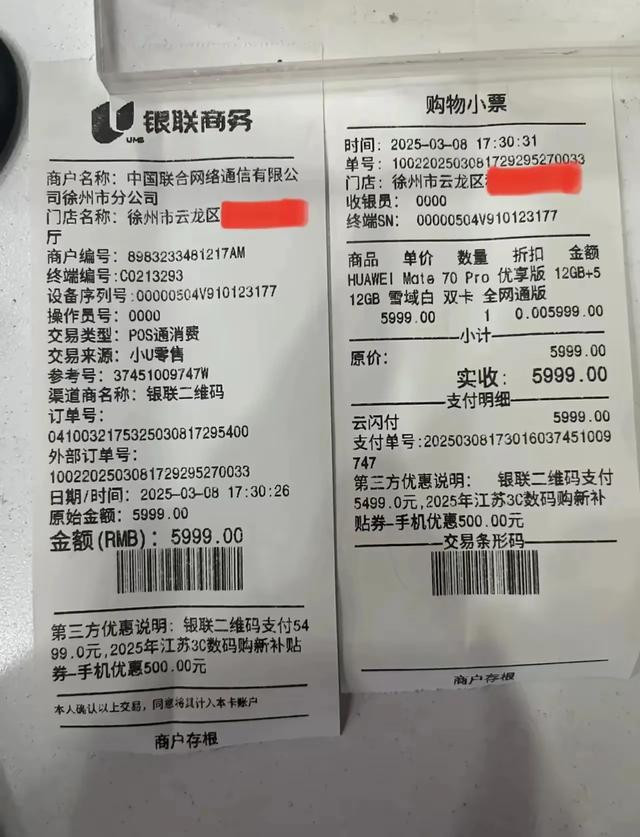 银联商务
UMS
商户名称：中国联合网络通信有限公
司徐州市分公司
门店名称：徐州市云龙区
厅
商户编号：8983233481217AM
终端编号：C0213293
设备序列号：00000504V910123177
操作员号：0000
交易类型：POS通消费
交易来源：小U零售
参考号：37451009747W
渠道商名称：银联二维码
订单号：
0410032175325030817295400
外部订单号：
1002202503081729295270033
日期/时间：2025-03-08 17:30:26
原始金额：5999.00
金额(RMB)：5999.00
第三方优惠说明：银联二维码支付54
99.0元,2025年江苏3C数码购新补贴
券-手机优惠500.00元
本人确认以上交易，同意将其计入本卡账户
商户存根
购物小票
时间：2025-03-08 17:30:31
单号：1002202503081729295270033
门店：徐州市云龙区
收银员：0000
终端SN：00000504V910123177
商品 单价 数量 折扣 金额
HUAWEI Mate 70 Pro 优享版 12GB+5
12GB 雪域白 双卡 全网通版
5999.00 1 0.005999.00
小计
原价： 5999.00
实收： 5999.00
支付明细
云闪付 5999.00
支付单号:20250308173016037451009
747
第三方优惠说明： 银联二维码支付
5499.0元,2025年江苏3C数码购新补
贴券-手机优惠500.00元
交易条形码
商户存根